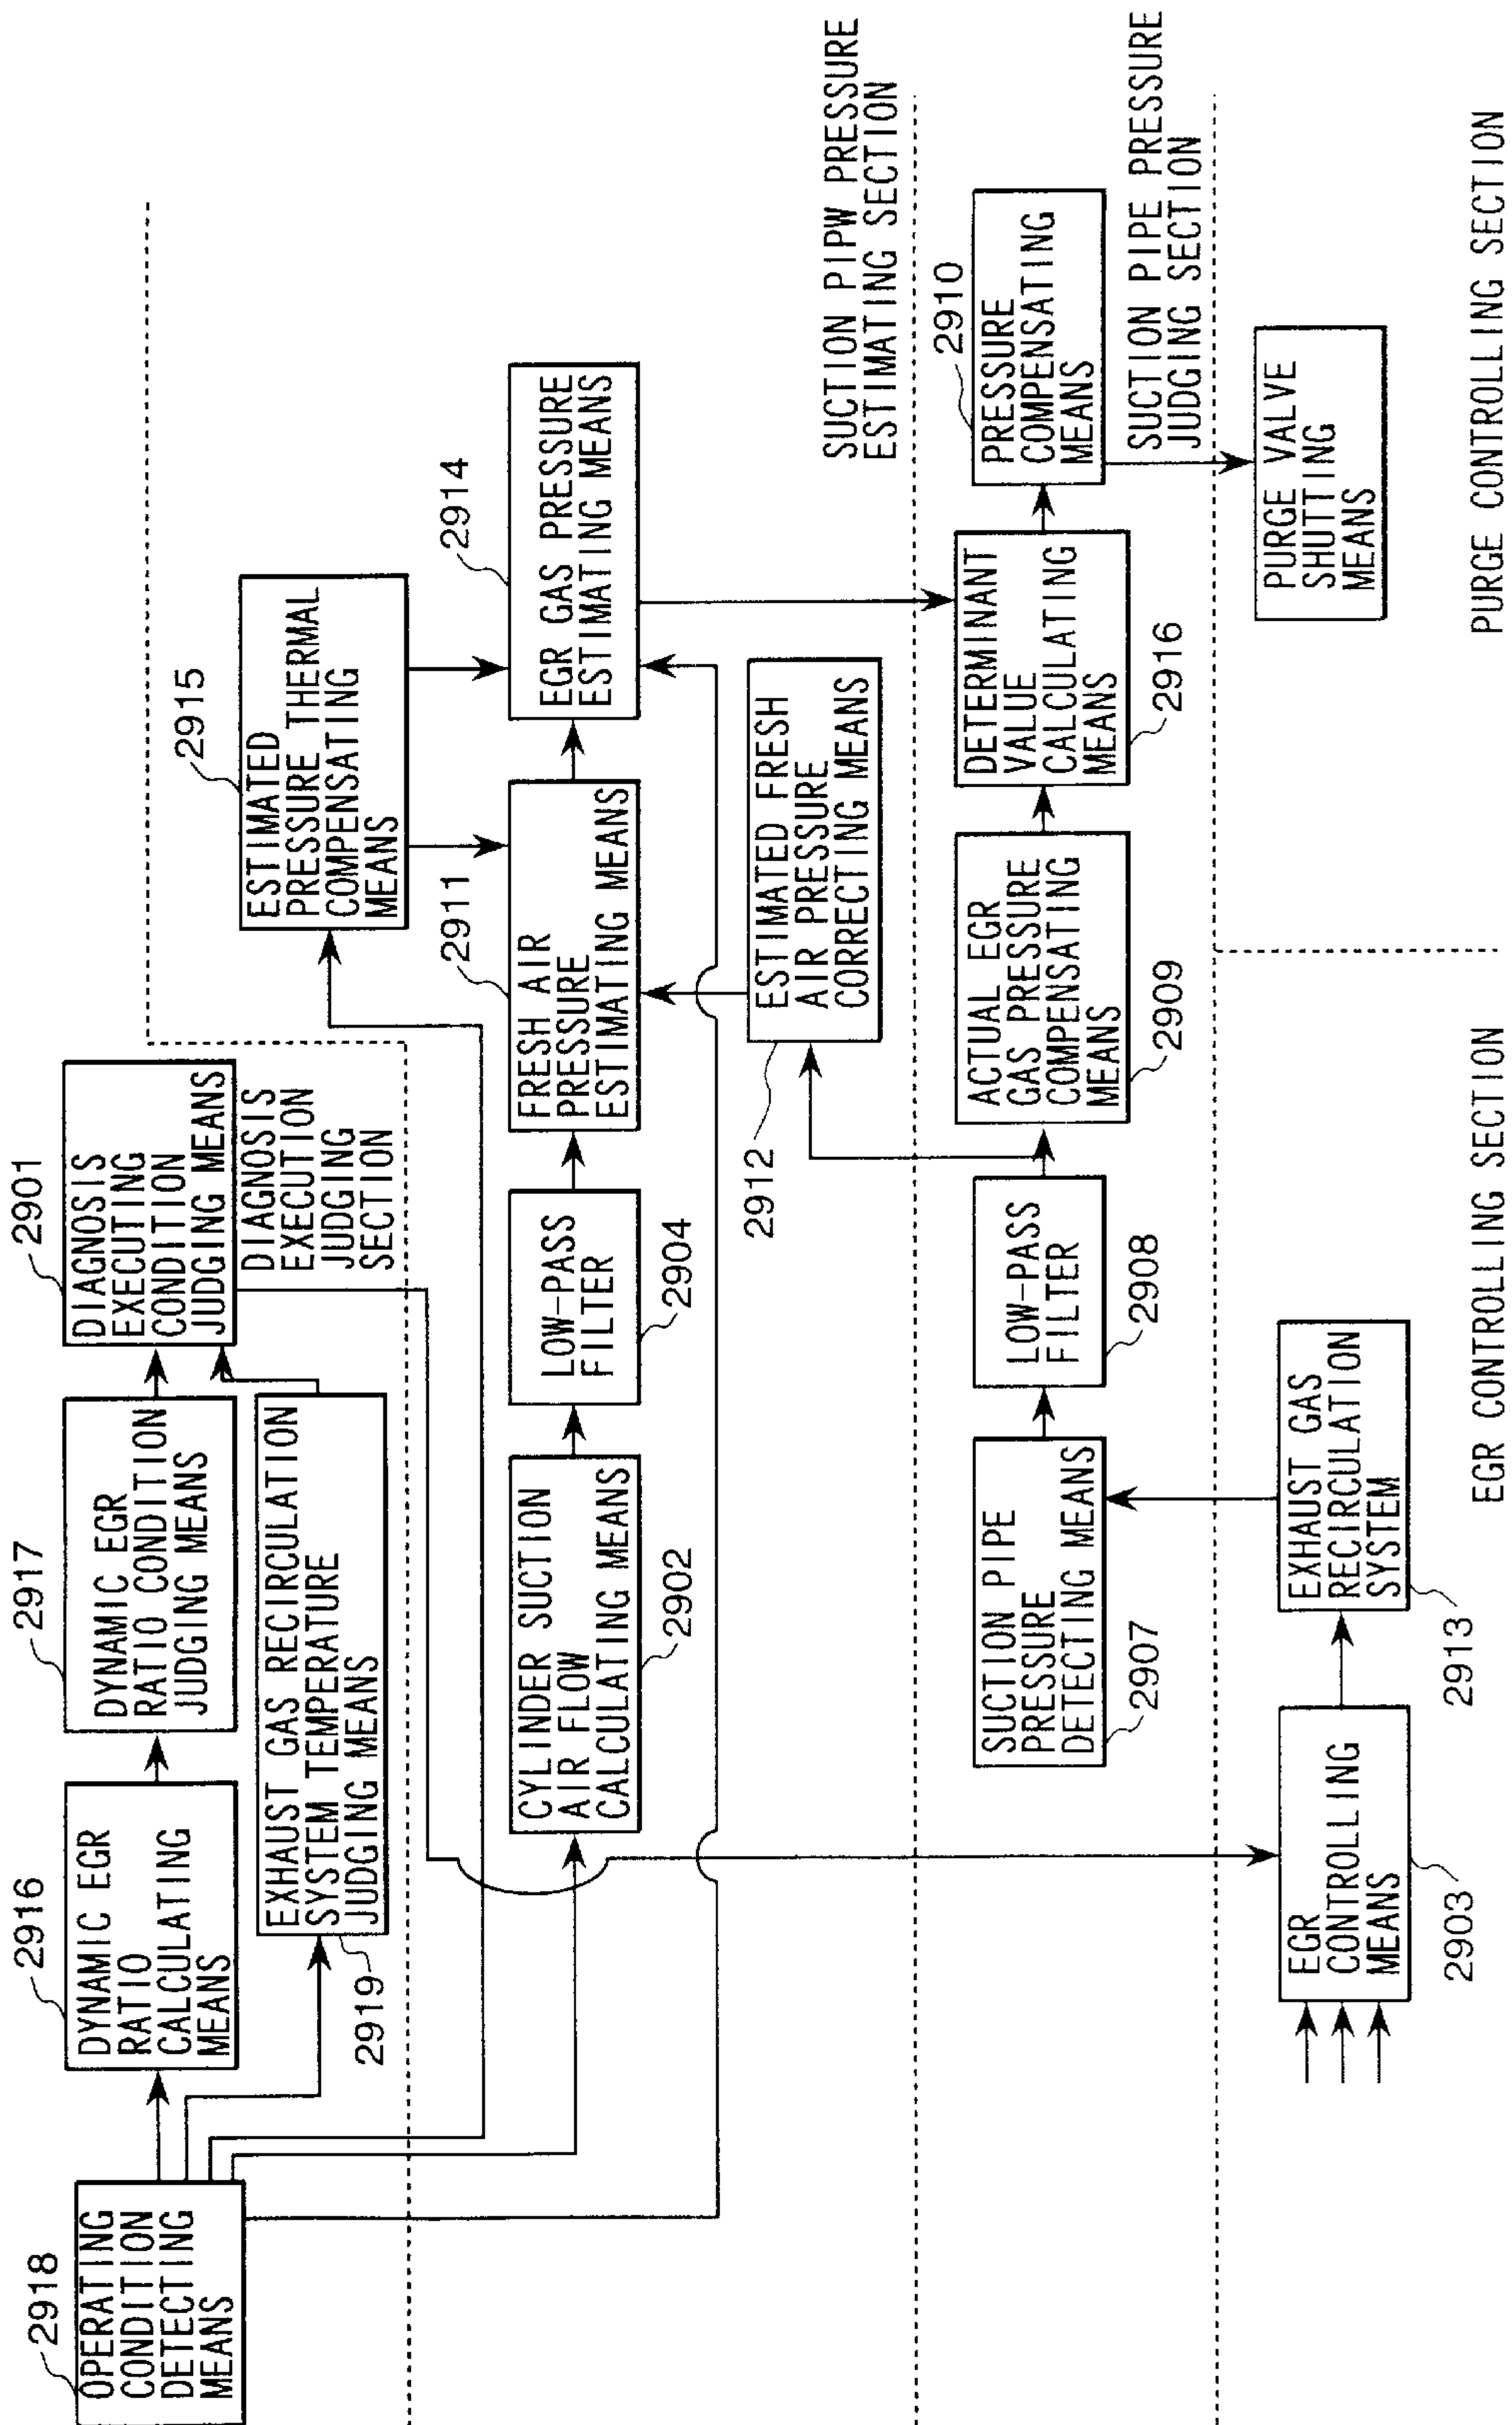 2918
OPERATING
CONDITION
DETECTING
MEANS
2916
DYNAMIC EGR
RATIO
CALCULATING
MEANS
2917
DYNAMIC EGR
RATIO CONDITION
JUDGING MEANS
2901
DIAGNOSIS
EXECUTING
CONDITION
JUDGING MEANS
EXHAUST GAS RECIRCULATION
SYSTEM TEMPERATURE
JUDGING MEANS
2919
DIAGNOSIS
EXECUTION
JUDGING
SECTION
2915
ESTIMATED
PRESSURE THERMAL
COMPENSATING
MEANS
CYLINDER SUCTION
AIR FLOW
CALCULATING MEANS
2902
LOW-PASS
FILTER
2904
2911
FRESH AIR
PRESSURE
ESTIMATING MEANS
2914
EGR GAS PRESSURE
ESTIMATING MEANS
2912
ESTIMATED FRESH
AIR PRESSURE
CORRECTING MEANS
SUCTION PIPW PRESSURE
ESTIMATING SECTION
SUCTION PIPE
PRESSURE
DETECTING MEANS
2907
LOW-PASS
FILTER
2908
ACTUAL EGR
GAS PRESSURE
COMPENSATING
MEANS
2909
DETERMINANT
VALUE
CALCULATING
MEANS
2916
2910
PRESSURE
COMPENSATING
MEANS
SUCTION PIPE PRESSURE
JUDGING SECTION
EGR
CONTROLLING
MEANS
2903
EXHAUST GAS
RECIRCULATION
SYSTEM
2913
PURGE VALVE
SHUTTING
MEANS
EGR CONTROLLING SECTION
PURGE CONTROLLING SECTION